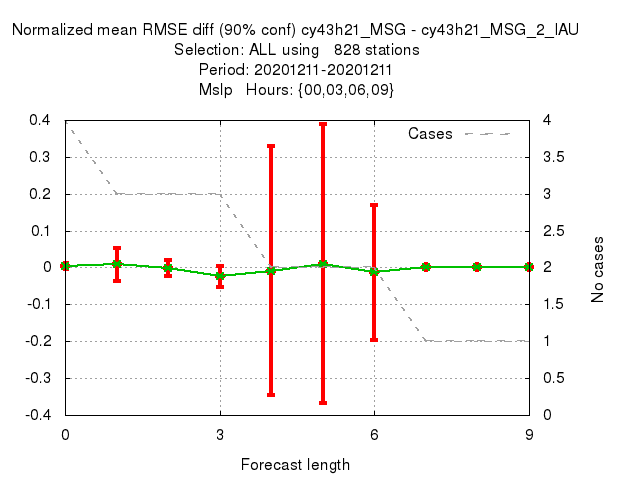 Normalized mean RMSE diff (90% conf) cy43h21_MSG - cy43h21_MSG_2_IAU
Selection: ALL using   828 stations
Period: 20201211-20201211
Mslp   Hours: {00,03,06,09}
Cases
0.4
0.3
0.2
0.1
0
-0.1
-0.2
-0.3
-0.4
4
3.5
3
2.5
2
1.5
1
0.5
0
No cases
0 3 6 9
Forecast length